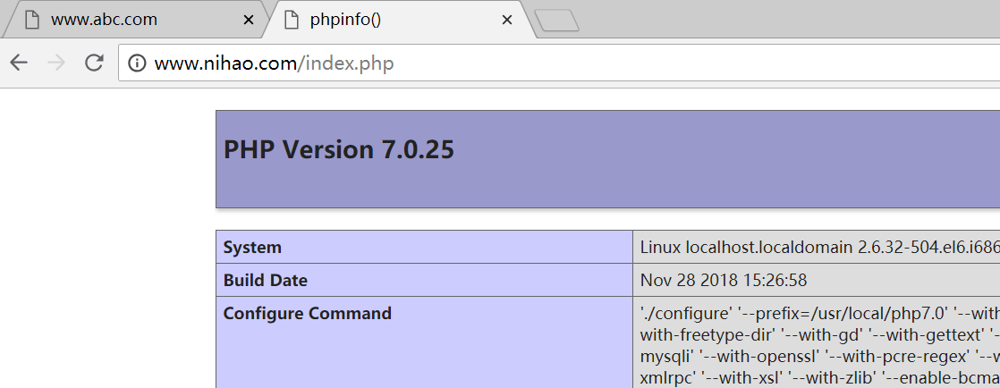 www.abc.com
phpinfo()
www.nihao.com/index.php
PHP Version 7.0.25
System
Linux localhost.localdomain 2.6.32-504.el6.i686
Build Date
Nov 28 2018 15:26:58
Configure Command
'./configure' '--prefix=/usr/local/php7.0' '--with
with-freetype-dir' '--with-gd' '--with-gettext' '-
mysqli' '--with-openssl' '--with-pcre-regex' '--w
xmlrpc' '--with-xsl' '--with-zlib' '--enable-bcma